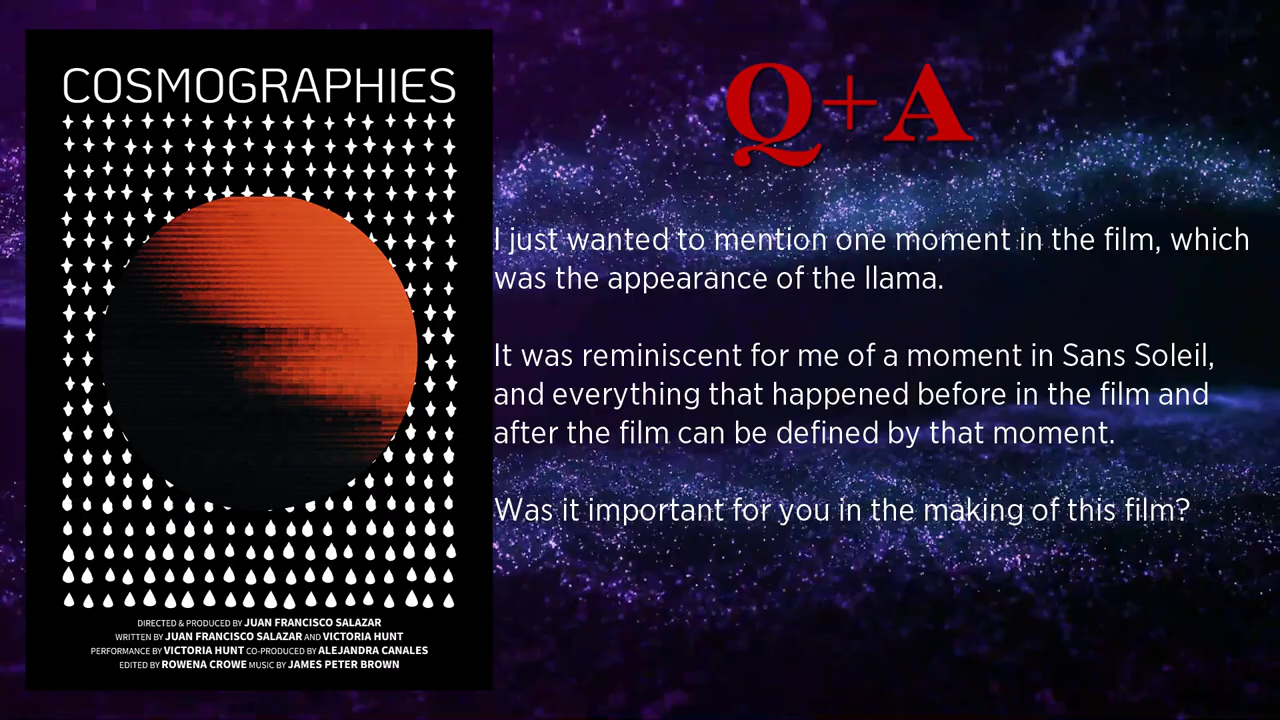 COSMOGRAPHIES
DIRECTED & PRODUCED BY JUAN FRANCISCO SALAZAR
WRITTEN BY JUAN FRANCISCO SALAZAR AND VICTORIA HUNT
PERFORMANCE BY VICTORIA HUNT CO-PRODUCED BY ALEJANDRA CANALES
EDITED BY ROWENA CROWE MUSIC BY JAMES PETER BROWN
Q+A
I just wanted to mention one moment in the film, which
was the appearance of the llama.
It was reminiscent for me of a moment in Sans Soleil,
and everything that happened before in the film and
after the film can be defined by that moment.
Was it important for you in the making of this film?